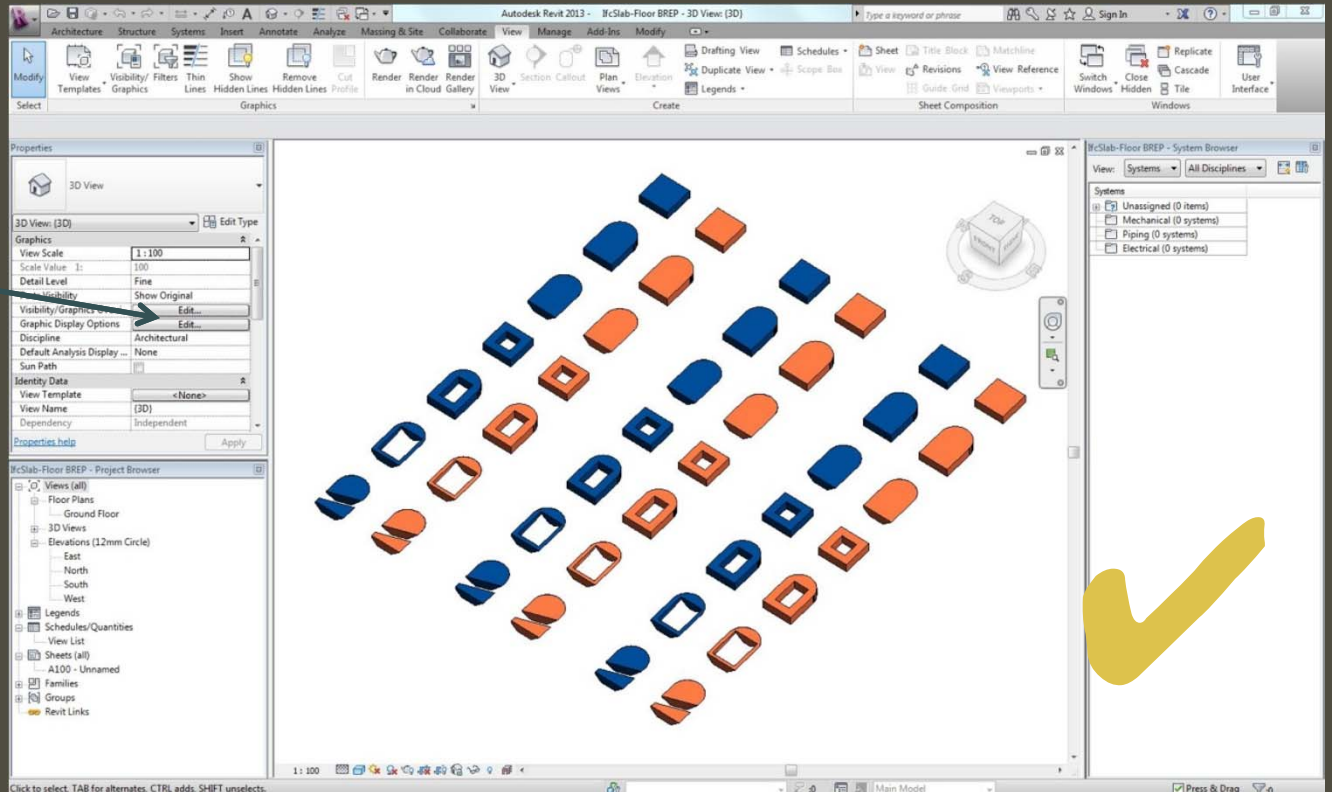 Autodesk Revit 2013 - IfcSlab-Floor BREP - 3D View: {3D}
Type a keyword or phrase
Sign In
Architecture Structure Systems Insert Annotate Analyze Massing & Site Collaborate View Manage Add-Ins Modify
Modify
View Templates
Visibility/ Graphics
Filters
Thin Lines
Show Hidden Lines
Remove Hidden Lines
Cut Profile
Render
Render in Cloud
Render Gallery
3D View
Section
Callout
Plan Views
Elevation
Drafting View
Duplicate View
Legends
Schedules
Scope Box
Sheet
View
Title Block
Revisions
Guide Grid
Matchline
View Reference
Viewports
Switch Windows
Close Hidden
Replicate
Cascade
Tile
User Interface
Select
Graphics
Create
Sheet Composition
Windows
Properties
3D View
3D View: {3D}
Edit Type
Graphics
View Scale 1 : 100
Scale Value 1: 100
Detail Level Fine
Visibility Show Original
Visibility/Graphics Edit...
Graphic Display Options Edit...
Discipline Architectural
Default Analysis Display ... None
Sun Path
Identity Data
View Template <None>
View Name {3D}
Dependency Independent
Properties help
Apply
IfcSlab-Floor BREP - Project Browser
Views (all)
Floor Plans
Ground Floor
3D Views
Elevations (12mm Circle)
East
North
South
West
Legends
Schedules/Quantities
View List
Sheets (all)
A100 - Unnamed
Families
Groups
Revit Links
TOP
FRONT
S
IfcSlab-Floor BREP - System Browser
View: Systems All Disciplines
Systems
Unassigned (0 items)
Mechanical (0 systems)
Piping (0 systems)
Electrical (0 systems)
1 : 100
Click to select, TAB for alternates, CTRL adds, SHIFT unselects.
:0
Main Model
Press & Drag
:0